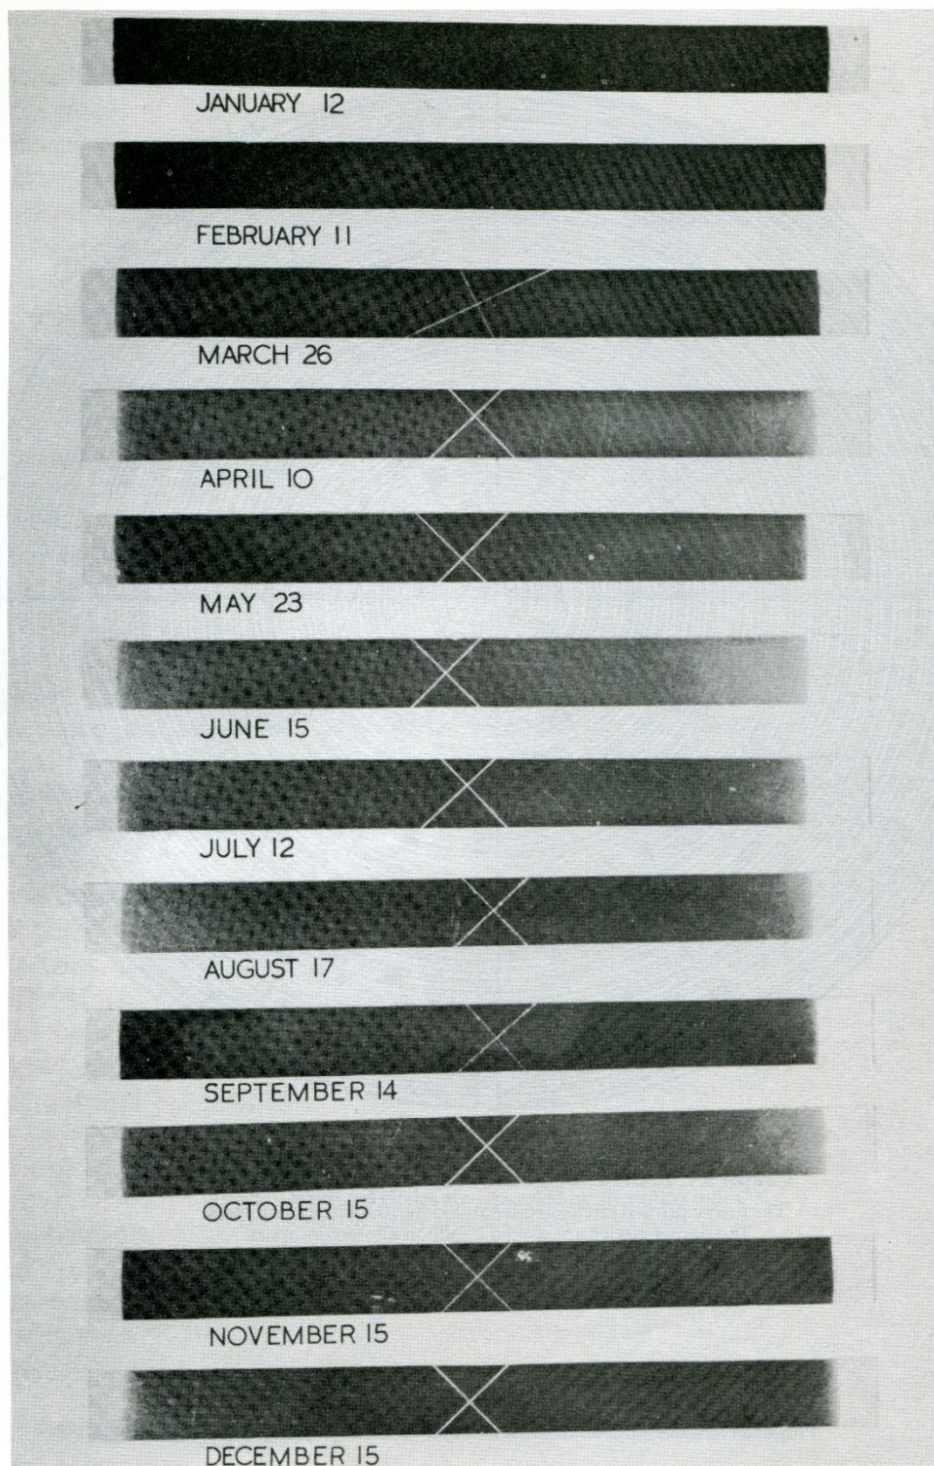 JANUARY 12
FEBRUARY 11
MARCH 26
APRIL 10
MAY 23
JUNE 15
JULY 12
AUGUST 17
SEPTEMBER 14
OCTOBER 15
NOVEMBER 15
DECEMBER 15